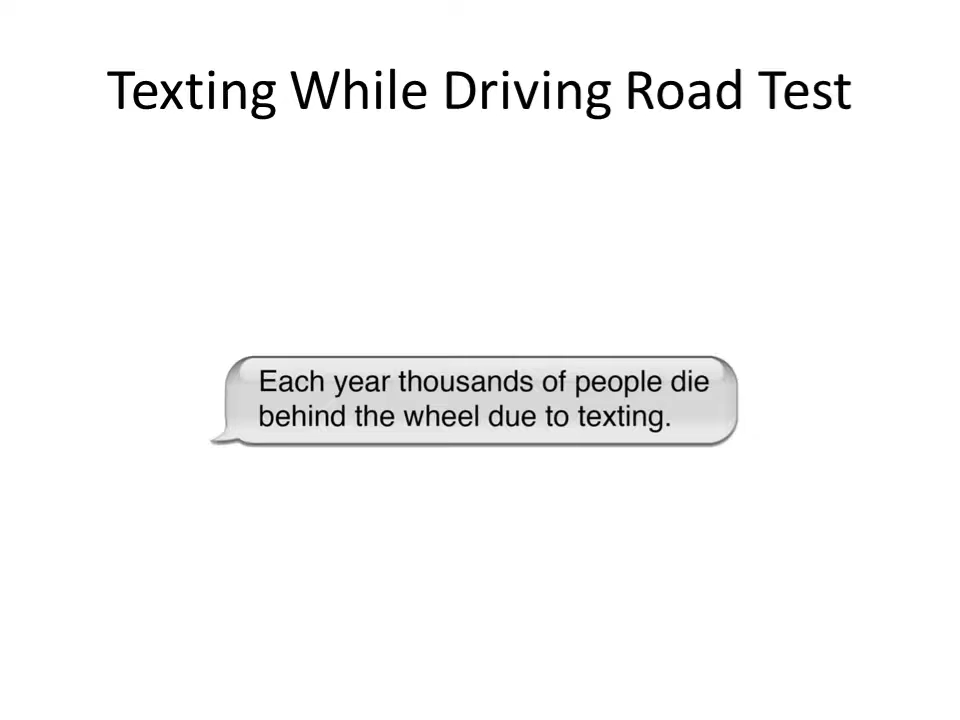 Texting While Driving Road Test
Each year thousands of people die
behind the wheel due to texting.